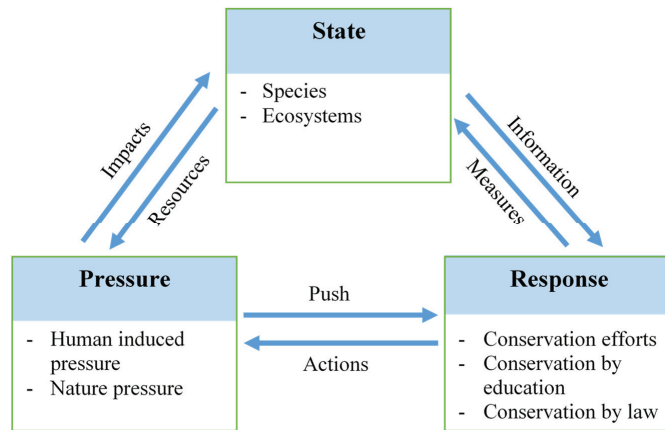 State
- Species
- Ecosystems
Impacts
Resources
Information
Measures
Pressure
- Human induced
pressure
- Nature pressure
Push
Actions
Response
- Conservation efforts
- Conservation by
education
- Conservation by law